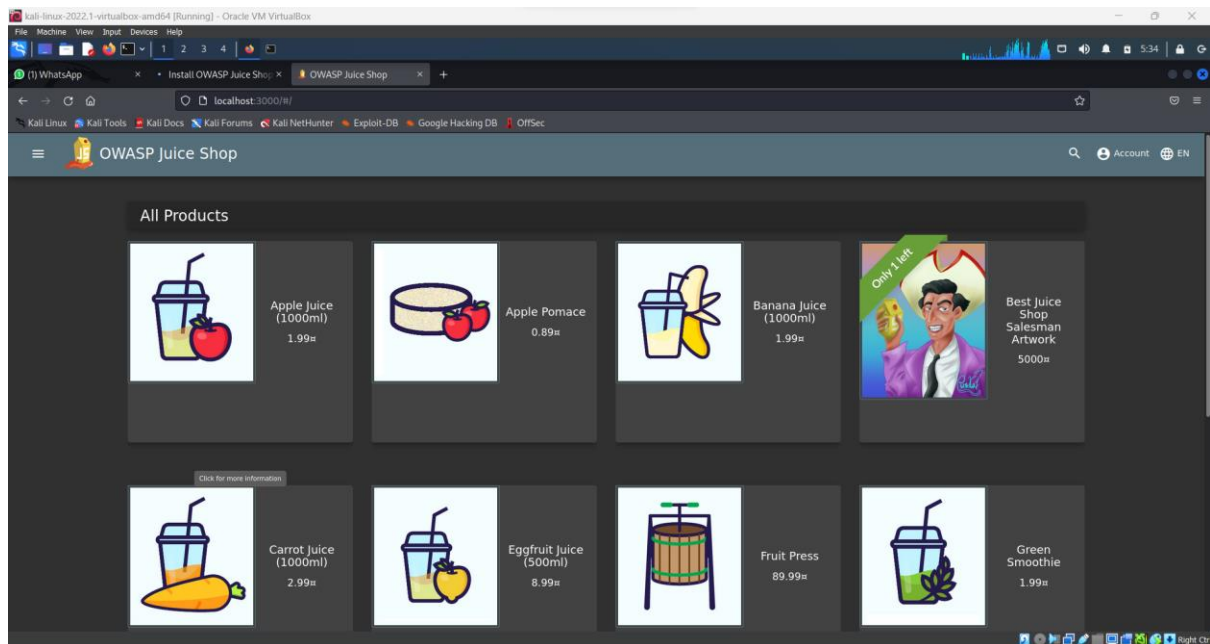 kali-linux-2022.1-virtualbox-amd64 [Running] - Oracle VM VirtualBox
File Machine View Input Devices Help
1 2 3 4
5:34
(1) WhatsApp
Install OWASP Juice Shop
OWASP Juice Shop
localhost:3000/#/
Kali Linux Kali Tools Kali Docs Kali Forums Kali NetHunter Exploit-DB Google Hacking DB OffSec
OWASP Juice Shop
Account EN
All Products
Only 1 left
Apple Juice
(1000ml)
1.99¤
Apple Pomace
0.89¤
Banana Juice
(1000ml)
1.99¤
Best Juice
Shop
Salesman
Artwork
5000¤
Click for more information
Carrot Juice
(1000ml)
2.99¤
Eggfruit Juice
(500ml)
8.99¤
Fruit Press
89.99¤
Green
Smoothie
1.99¤
Right Ctrl